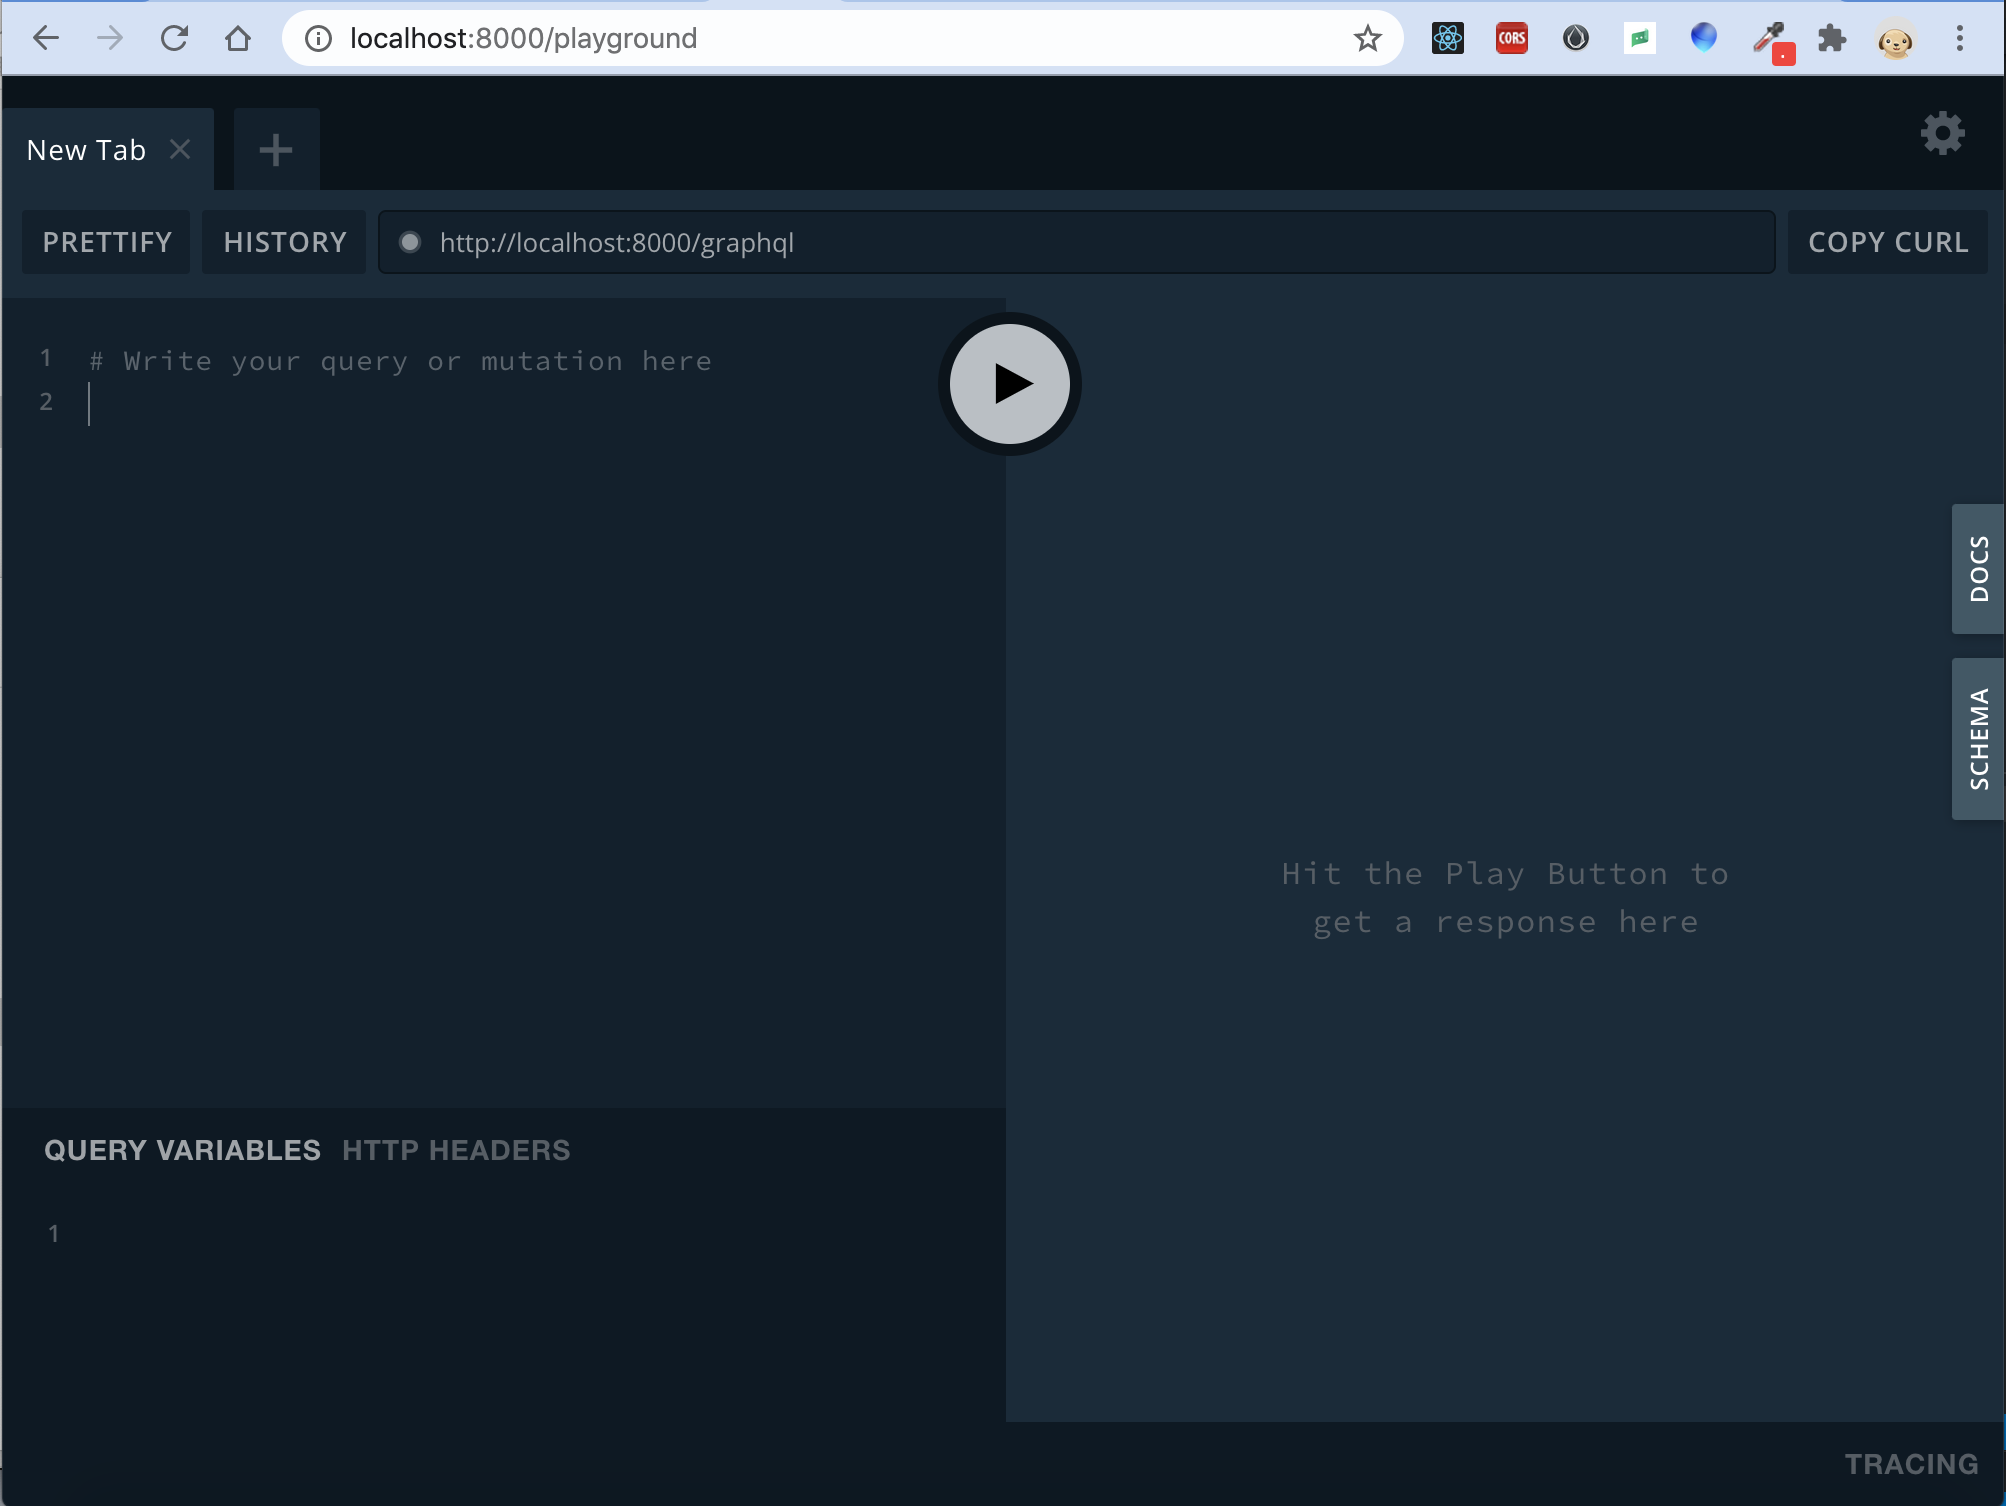 localhost:8000/playground
CORS
New Tab
PRETTIFY
HISTORY
http://localhost:8000/graphql
COPY CURL
1 # Write your query or mutation here
2
DOCS
SCHEMA
Hit the Play Button to
get a response here
QUERY VARIABLES HTTP HEADERS
1
TRACING